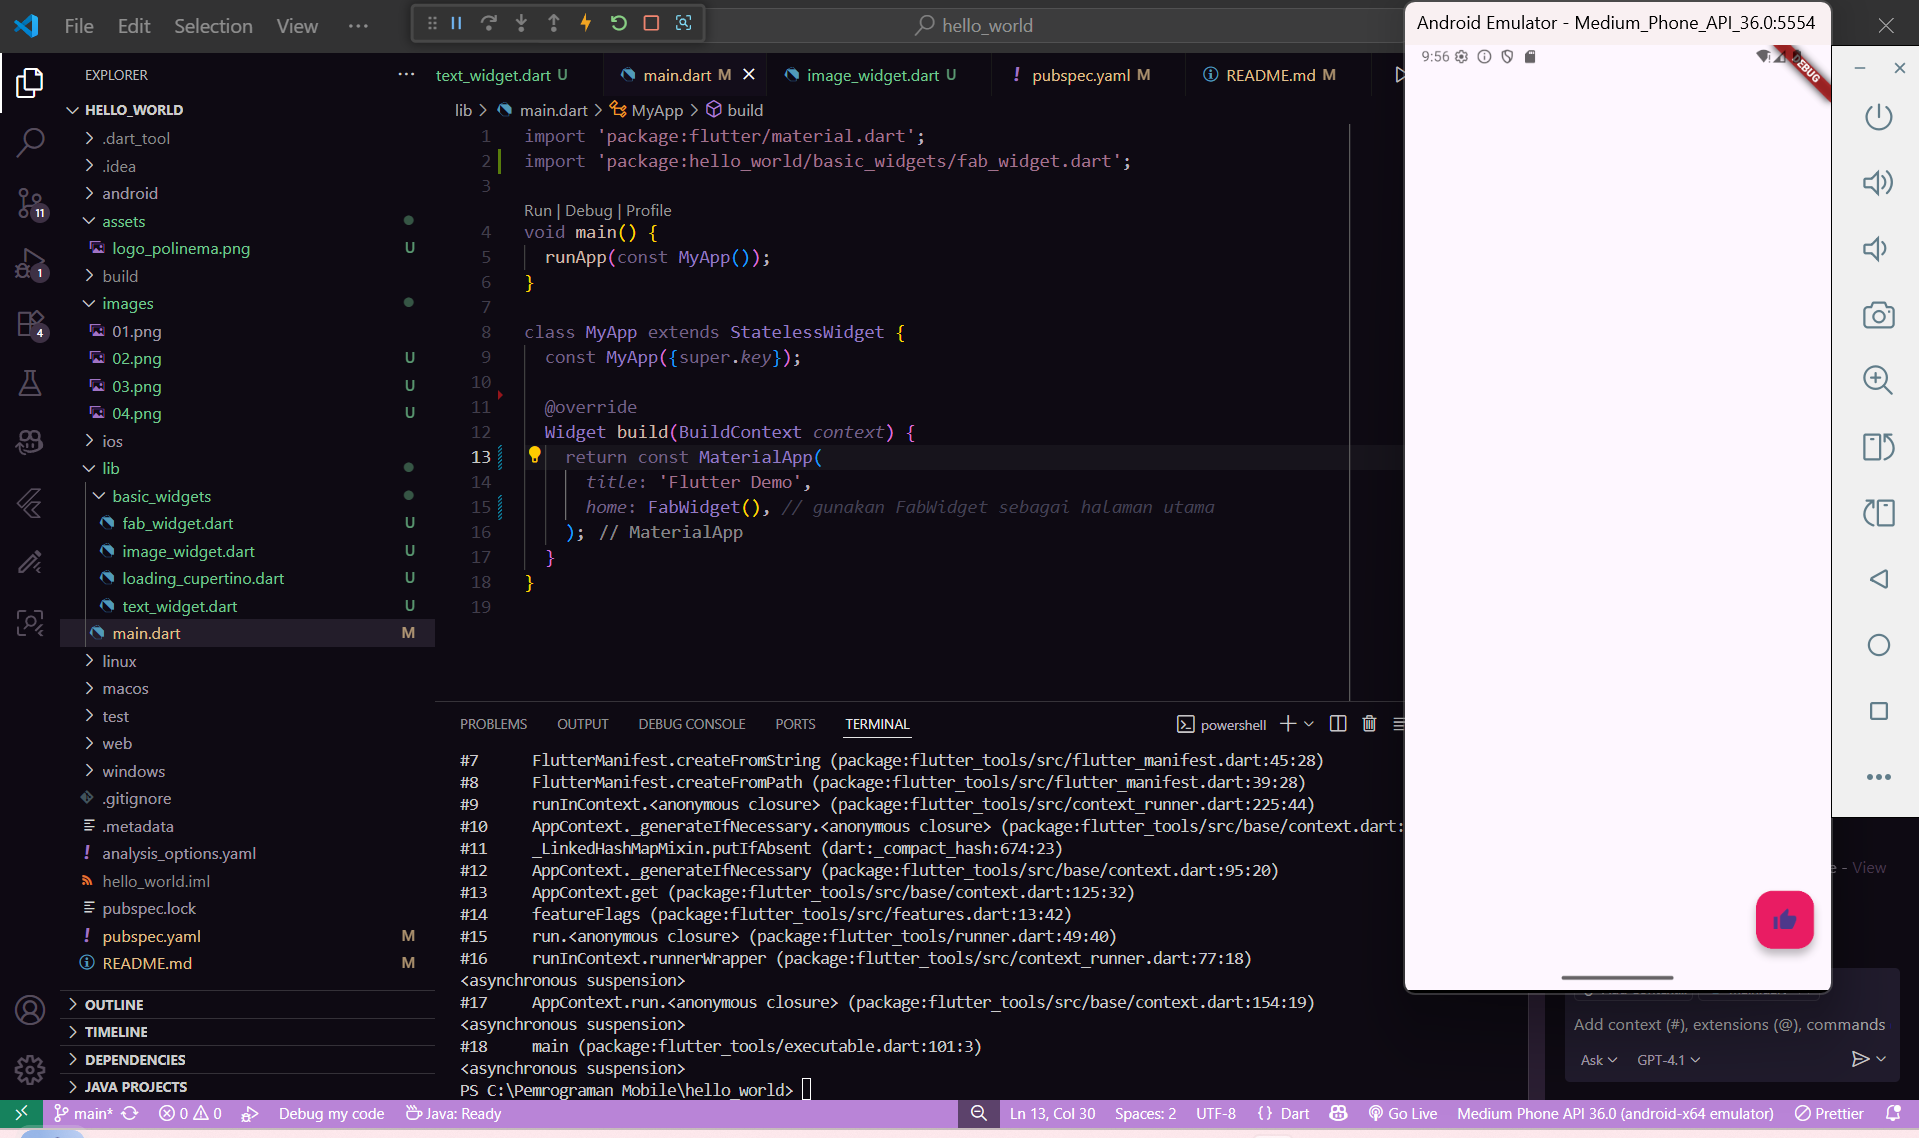 File Edit Selection View ···
hello_world
Android Emulator - Medium_Phone_API_36.0:5554
9:56
DEBUG
EXPLORER
HELLO_WORLD
.dart_tool
.idea
android
assets
logo_polinema.png U
build
images
01.png
02.png U
03.png U
04.png U
ios
lib
basic_widgets
fab_widget.dart U
image_widget.dart U
loading_cupertino.dart U
text_widget.dart U
main.dart M
linux
macos
test
web
windows
.gitignore
.metadata
analysis_options.yaml
hello_world.iml
pubspec.lock
pubspec.yaml M
README.md M
OUTLINE
TIMELINE
DEPENDENCIES
JAVA PROJECTS
11
1
4
text_widget.dart U
main.dart M
image_widget.dart U
pubspec.yaml M
README.md M
lib > main.dart > MyApp > build
1 import 'package:flutter/material.dart';
2 import 'package:hello_world/basic_widgets/fab_widget.dart';
3
Run | Debug | Profile
4 void main() {
5 runApp(const MyApp());
6 }
7
8 class MyApp extends StatelessWidget {
9 const MyApp({super.key});
10
11 @override
12 Widget build(BuildContext context) {
13 return const MaterialApp(
14 title: 'Flutter Demo',
15 home: FabWidget(), // gunakan FabWidget sebagai halaman utama
16 ); // MaterialApp
17 }
18 }
19
PROBLEMS OUTPUT DEBUG CONSOLE PORTS TERMINAL
powershell
#7 FlutterManifest.createFromString (package:flutter_tools/src/flutter_manifest.dart:45:28)
#8 FlutterManifest.createFromPath (package:flutter_tools/src/flutter_manifest.dart:39:28)
#9 runInContext.<anonymous closure> (package:flutter_tools/src/context_runner.dart:225:44)
#10 AppContext._generateIfNecessary.<anonymous closure> (package:flutter_tools/src/base/context.dart:
#11 _LinkedHashMapMixin.putIfAbsent (dart:_compact_hash:674:23)
#12 AppContext._generateIfNecessary (package:flutter_tools/src/base/context.dart:95:20)
#13 AppContext.get (package:flutter_tools/src/base/context.dart:125:32)
#14 featureFlags (package:flutter_tools/src/features.dart:13:42)
#15 run.<anonymous closure> (package:flutter_tools/runner.dart:49:40)
#16 runInContext.runnerWrapper (package:flutter_tools/src/context_runner.dart:77:18)
<asynchronous suspension>
#17 AppContext.run.<anonymous closure> (package:flutter_tools/src/base/context.dart:154:19)
<asynchronous suspension>
#18 main (package:flutter_tools/executable.dart:101:3)
<asynchronous suspension>
PS C:\Pemrograman Mobile\hello_world>
e - View
Add context (#), extensions (@), commands
Ask GPT-4.1
main* 0 0 Debug my code Java: Ready
Ln 13, Col 30 Spaces: 2 UTF-8 {} Dart Go Live Medium Phone API 36.0 (android-x64 emulator) Prettier